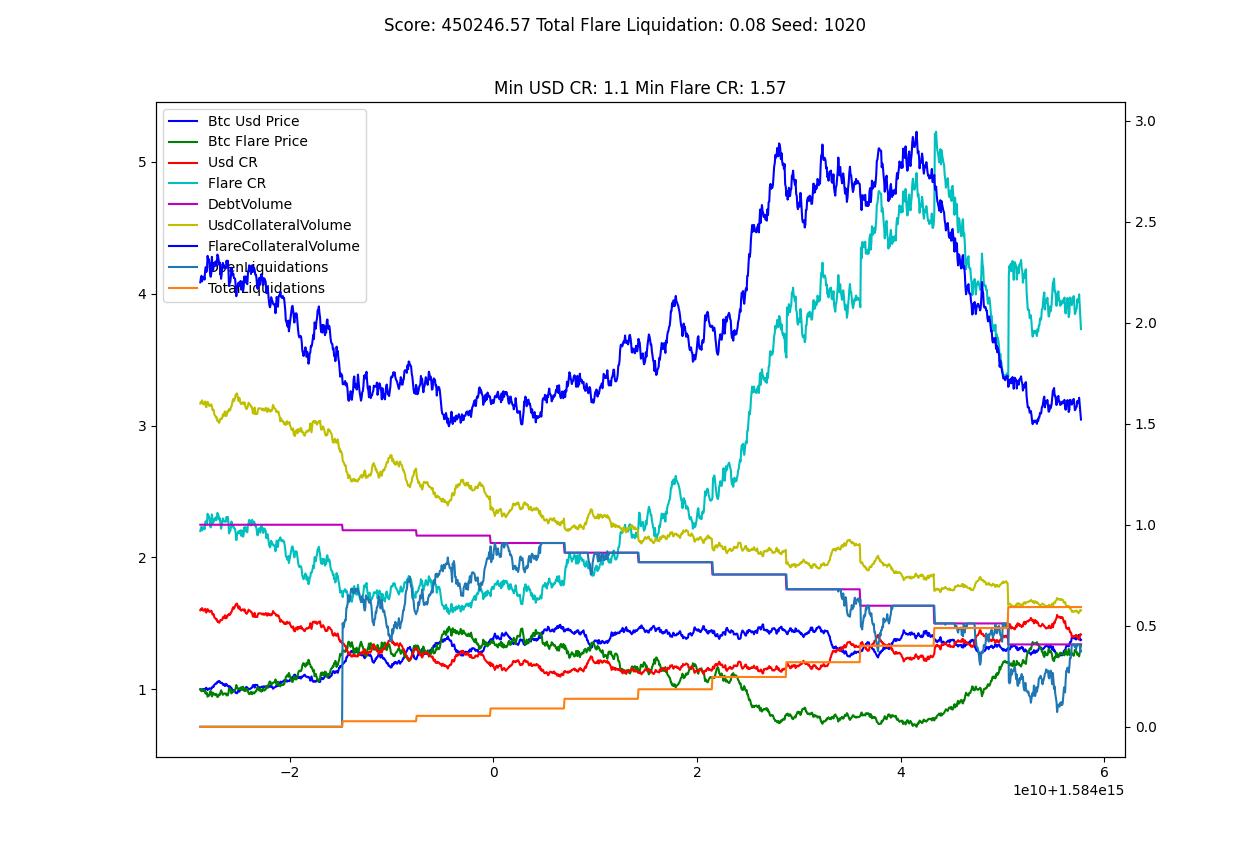 Score: 450246.57 Total Flare Liquidation: 0.08 Seed: 1020
Min USD CR: 1.1 Min Flare CR: 1.57
Btc Usd Price
Btc Flare Price
Usd CR
Flare CR
DebtVolume
UsdCollateralVolume
FlareCollateralVolume
OpenLiquidations
TotalLiquidations
5
4
3
2
1
3.0
2.5
2.0
1.5
1.0
0.5
0.0
−2
0
2
4
6
1e10+1.584e15